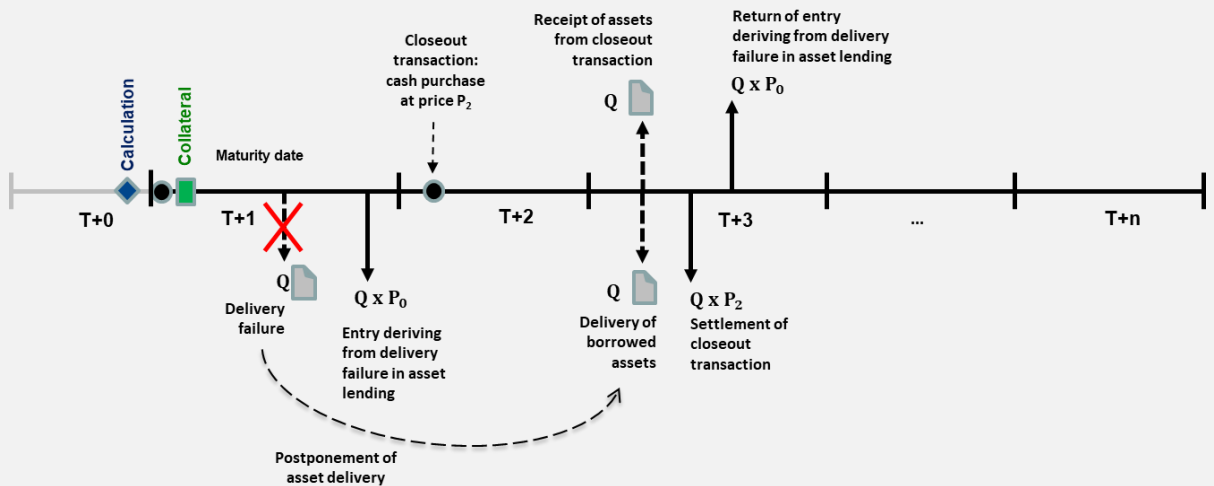 Calculation
Collateral
Maturity date
Closeout
transaction:
cash purchase
at price P₂
Receipt of assets
from closeout
transaction
Q
Return of entry
deriving from delivery
failure in asset lending
Q x P₀
T+0
T+1
T+2
T+3
...
T+n
Q
Delivery
failure
Q x P₀
Entry deriving
from delivery
failure in asset
lending
Q
Delivery of
borrowed
assets
Q x P₂
Settlement of
closeout
transaction
Postponement of
asset delivery